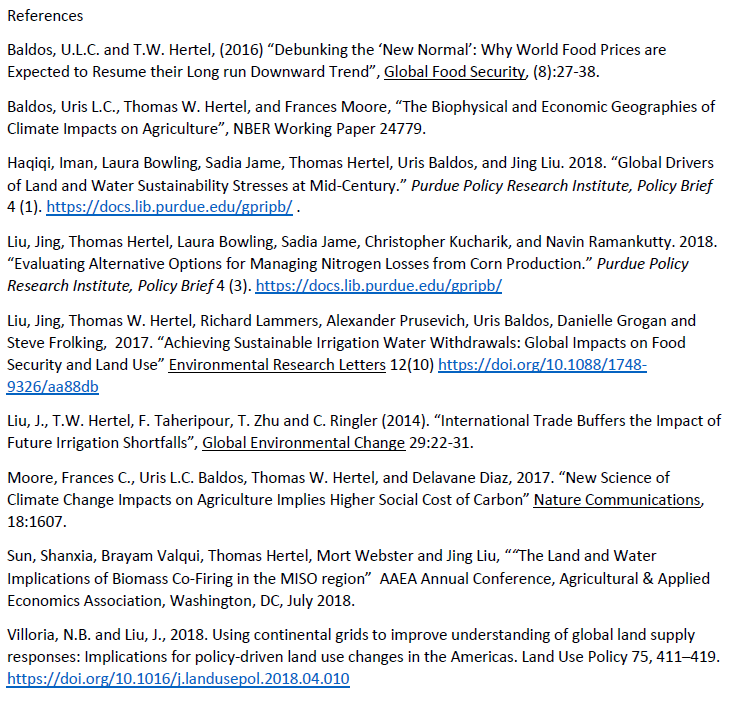 References
Baldos, U.L.C. and T.W. Hertel, (2016) “Debunking the ‘New Normal’: Why World Food Prices are
Expected to Resume their Long run Downward Trend”, Global Food Security, (8):27-38.
Baldos, Uris L.C., Thomas W. Hertel, and Frances Moore, “The Biophysical and Economic Geographies of
Climate Impacts on Agriculture”, NBER Working Paper 24779.
Haqiqi, Iman, Laura Bowling, Sadia Jame, Thomas Hertel, Uris Baldos, and Jing Liu. 2018. “Global Drivers
of Land and Water Sustainability Stresses at Mid-Century.” Purdue Policy Research Institute, Policy Brief
4 (1). https://docs.lib.purdue.edu/gpripb/ .
Liu, Jing, Thomas Hertel, Laura Bowling, Sadia Jame, Christopher Kucharik, and Navin Ramankutty. 2018.
“Evaluating Alternative Options for Managing Nitrogen Losses from Corn Production.” Purdue Policy
Research Institute, Policy Brief 4 (3). https://docs.lib.purdue.edu/gpripb/
Liu, Jing, Thomas W. Hertel, Richard Lammers, Alexander Prusevich, Uris Baldos, Danielle Grogan and
Steve Frolking,  2017. “Achieving Sustainable Irrigation Water Withdrawals: Global Impacts on Food
Security and Land Use” Environmental Research Letters 12(10) https://doi.org/10.1088/1748-
9326/aa88db
Liu, J., T.W. Hertel, F. Taheripour, T. Zhu and C. Ringler (2014). “International Trade Buffers the Impact of
Future Irrigation Shortfalls”, Global Environmental Change 29:22-31.
Moore, Frances C., Uris L.C. Baldos, Thomas W. Hertel, and Delavane Diaz, 2017. “New Science of
Climate Change Impacts on Agriculture Implies Higher Social Cost of Carbon” Nature Communications,
18:1607.
Sun, Shanxia, Brayam Valqui, Thomas Hertel, Mort Webster and Jing Liu, ““The Land and Water
Implications of Biomass Co-Firing in the MISO region”  AAEA Annual Conference, Agricultural & Applied
Economics Association, Washington, DC, July 2018.
Villoria, N.B. and Liu, J., 2018. Using continental grids to improve understanding of global land supply
responses: Implications for policy-driven land use changes in the Americas. Land Use Policy 75, 411–419.
https://doi.org/10.1016/j.landusepol.2018.04.010